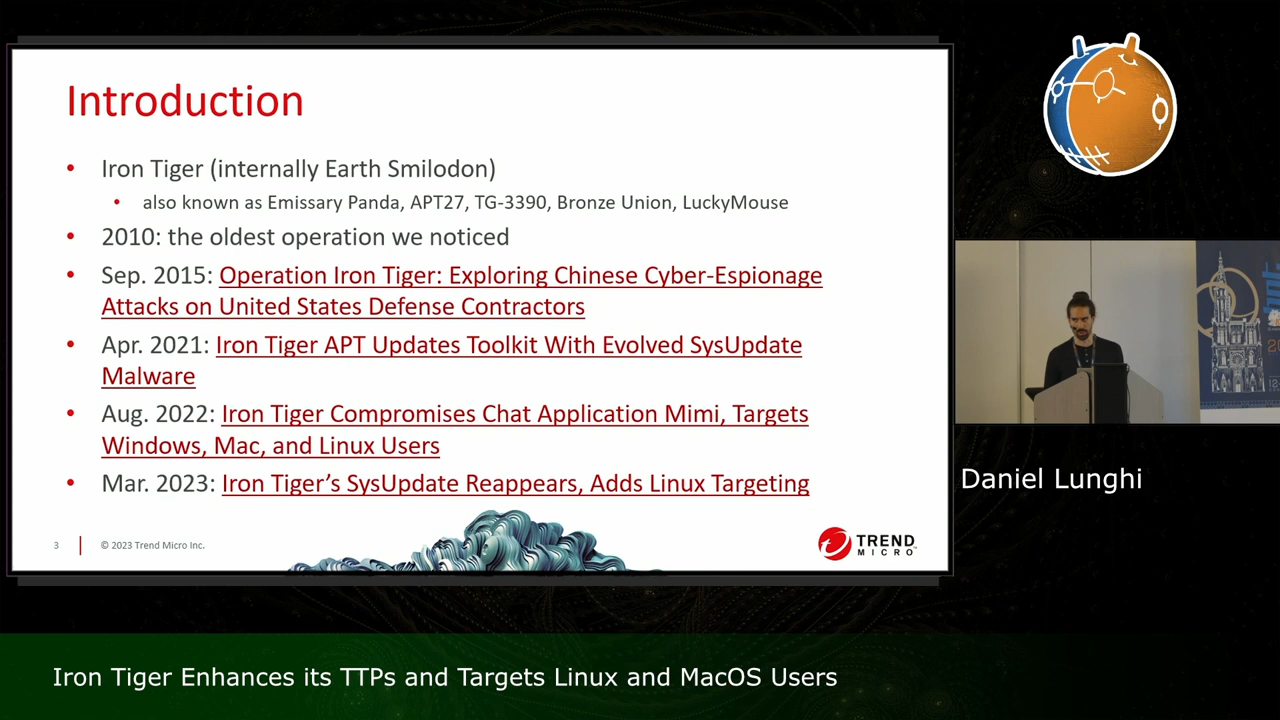 Introduction
• Iron Tiger (internally Earth Smilodon)
• also known as Emissary Panda, APT27, TG-3390, Bronze Union, LuckyMouse
• 2010: the oldest operation we noticed
• Sep. 2015: Operation Iron Tiger: Exploring Chinese Cyber-Espionage
Attacks on United States Defense Contractors
• Apr. 2021: Iron Tiger APT Updates Toolkit With Evolved SysUpdate
Malware
• Aug. 2022: Iron Tiger Compromises Chat Application Mimi, Targets
Windows, Mac, and Linux Users
• Mar. 2023: Iron Tiger’s SysUpdate Reappears, Adds Linux Targeting
3
© 2023 Trend Micro Inc.
TREND
MICRO™
Daniel Lunghi
Iron Tiger Enhances its TTPs and Targets Linux and MacOS Users